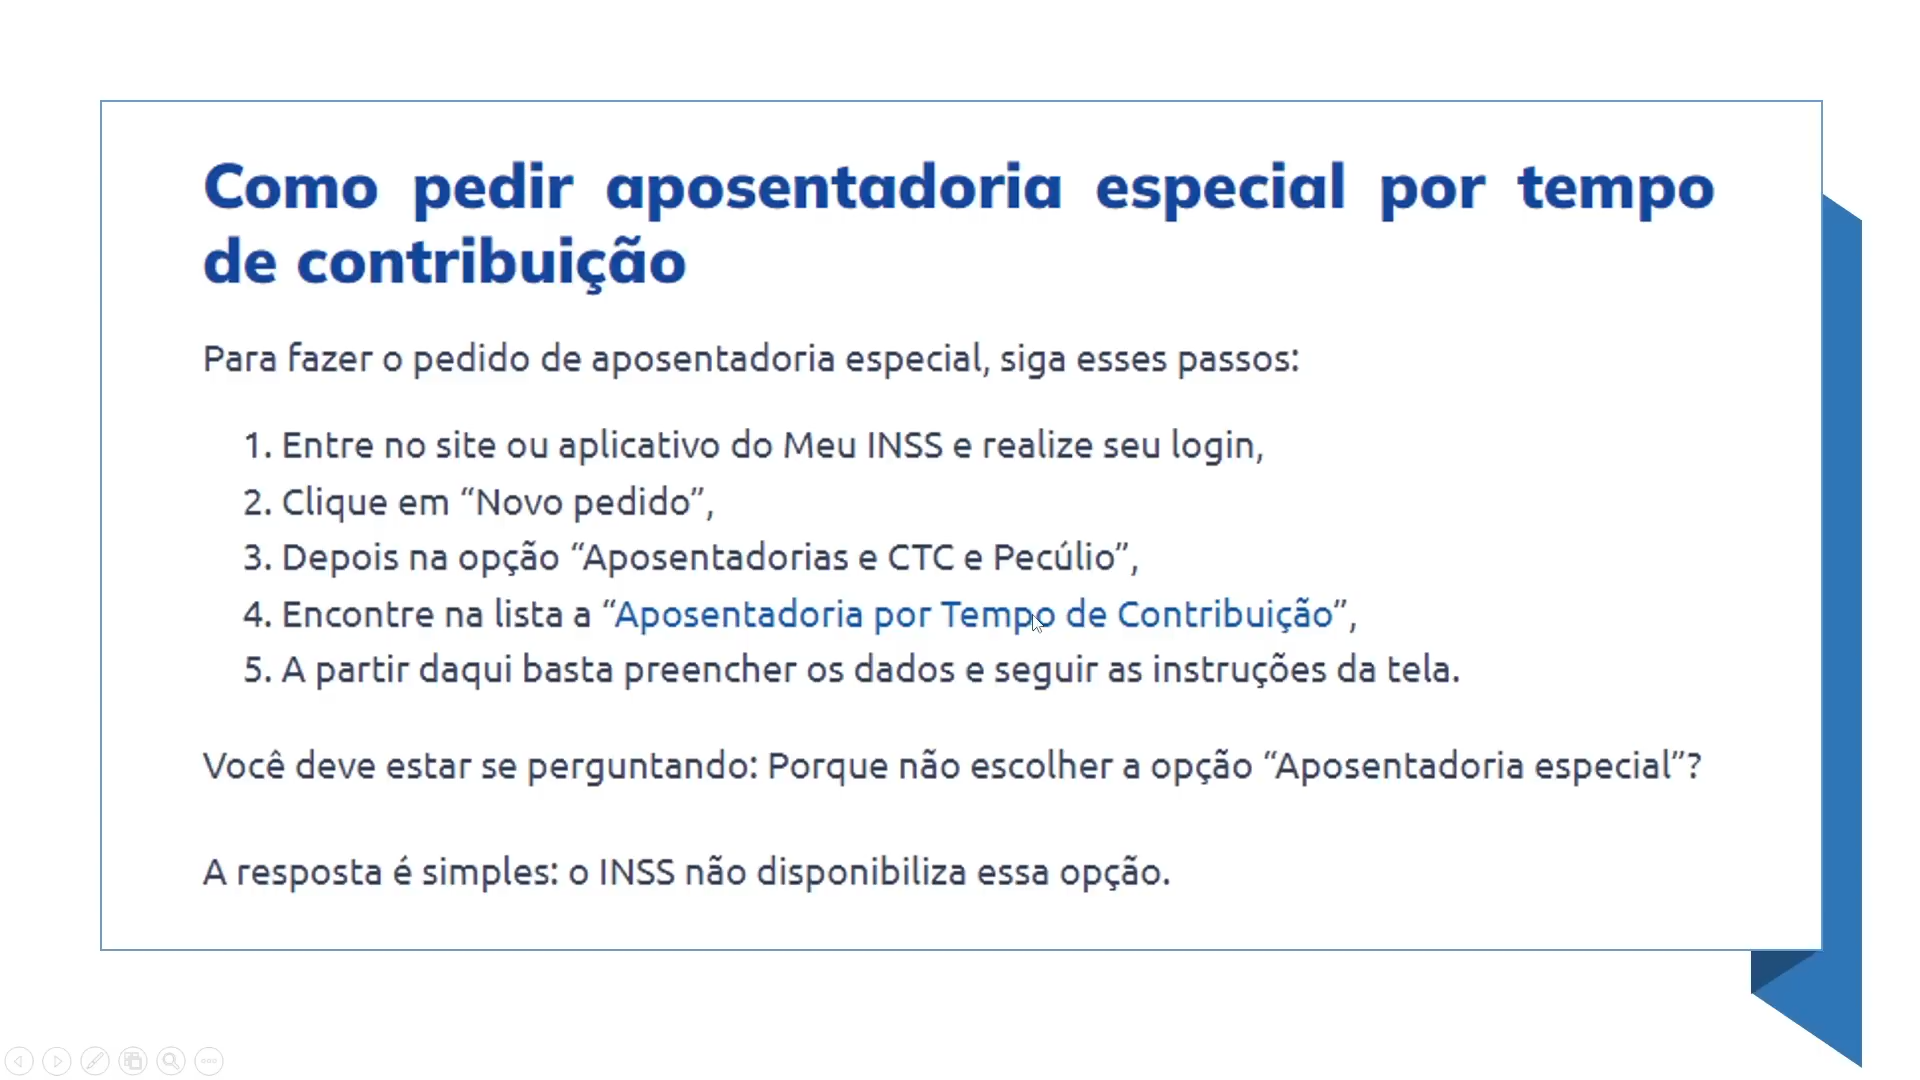 Como pedir aposentadoria especial por tempo
de contribuição
Para fazer o pedido de aposentadoria especial, siga esses passos:
1. Entre no site ou aplicativo do Meu INSS e realize seu login,
2. Clique em “Novo pedido”,
3. Depois na opção “Aposentadorias e CTC e Pecúlio”,
4. Encontre na lista a “Aposentadoria por Tempo de Contribuição”,
5. A partir daqui basta preencher os dados e seguir as instruções da tela.
Você deve estar se perguntando: Porque não escolher a opção “Aposentadoria especial”?
A resposta é simples: o INSS não disponibiliza essa opção.